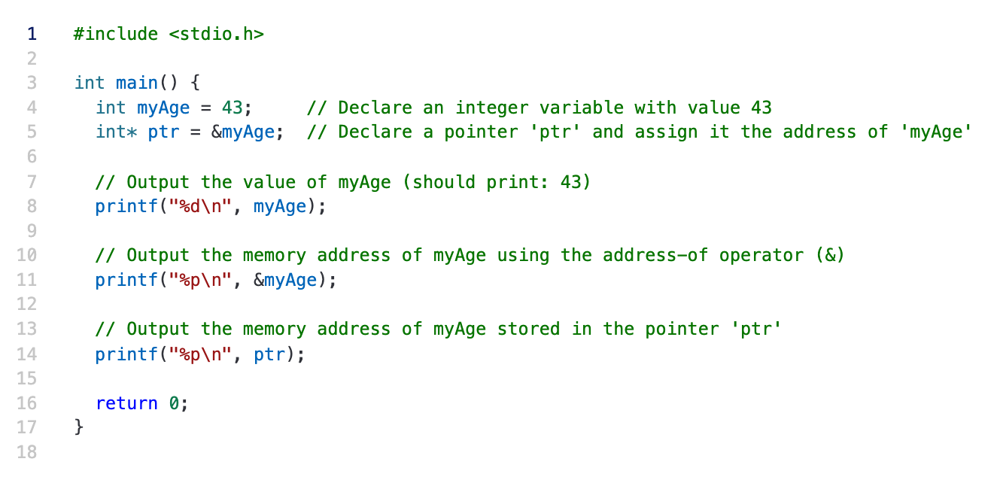 1 #include <stdio.h>
2
3 int main() {
4   int myAge = 43;     // Declare an integer variable with value 43
5   int* ptr = &myAge;  // Declare a pointer 'ptr' and assign it the address of 'myAge'
6
7   // Output the value of myAge (should print: 43)
8   printf("%d\n", myAge);
9
10   // Output the memory address of myAge using the address-of operator (&)
11   printf("%p\n", &myAge);
12
13   // Output the memory address of myAge stored in the pointer 'ptr'
14   printf("%p\n", ptr);
15
16   return 0;
17 }
18